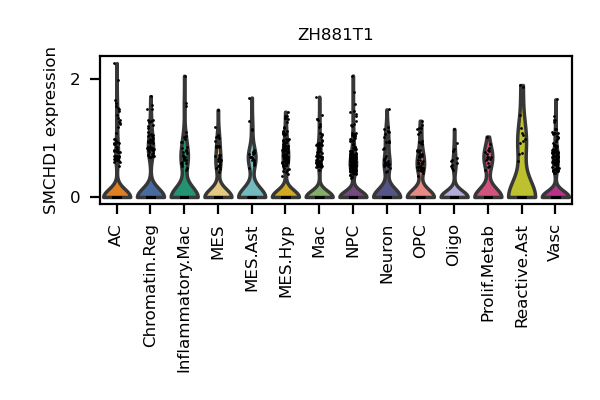 ZH881T1
SMCHD1 expression
2
0
AC
Chromatin.Reg
Inflammatory.Mac
MES
MES.Ast
MES.Hyp
Mac
NPC
Neuron
OPC
Oligo
Prolif.Metab
Reactive.Ast
Vasc